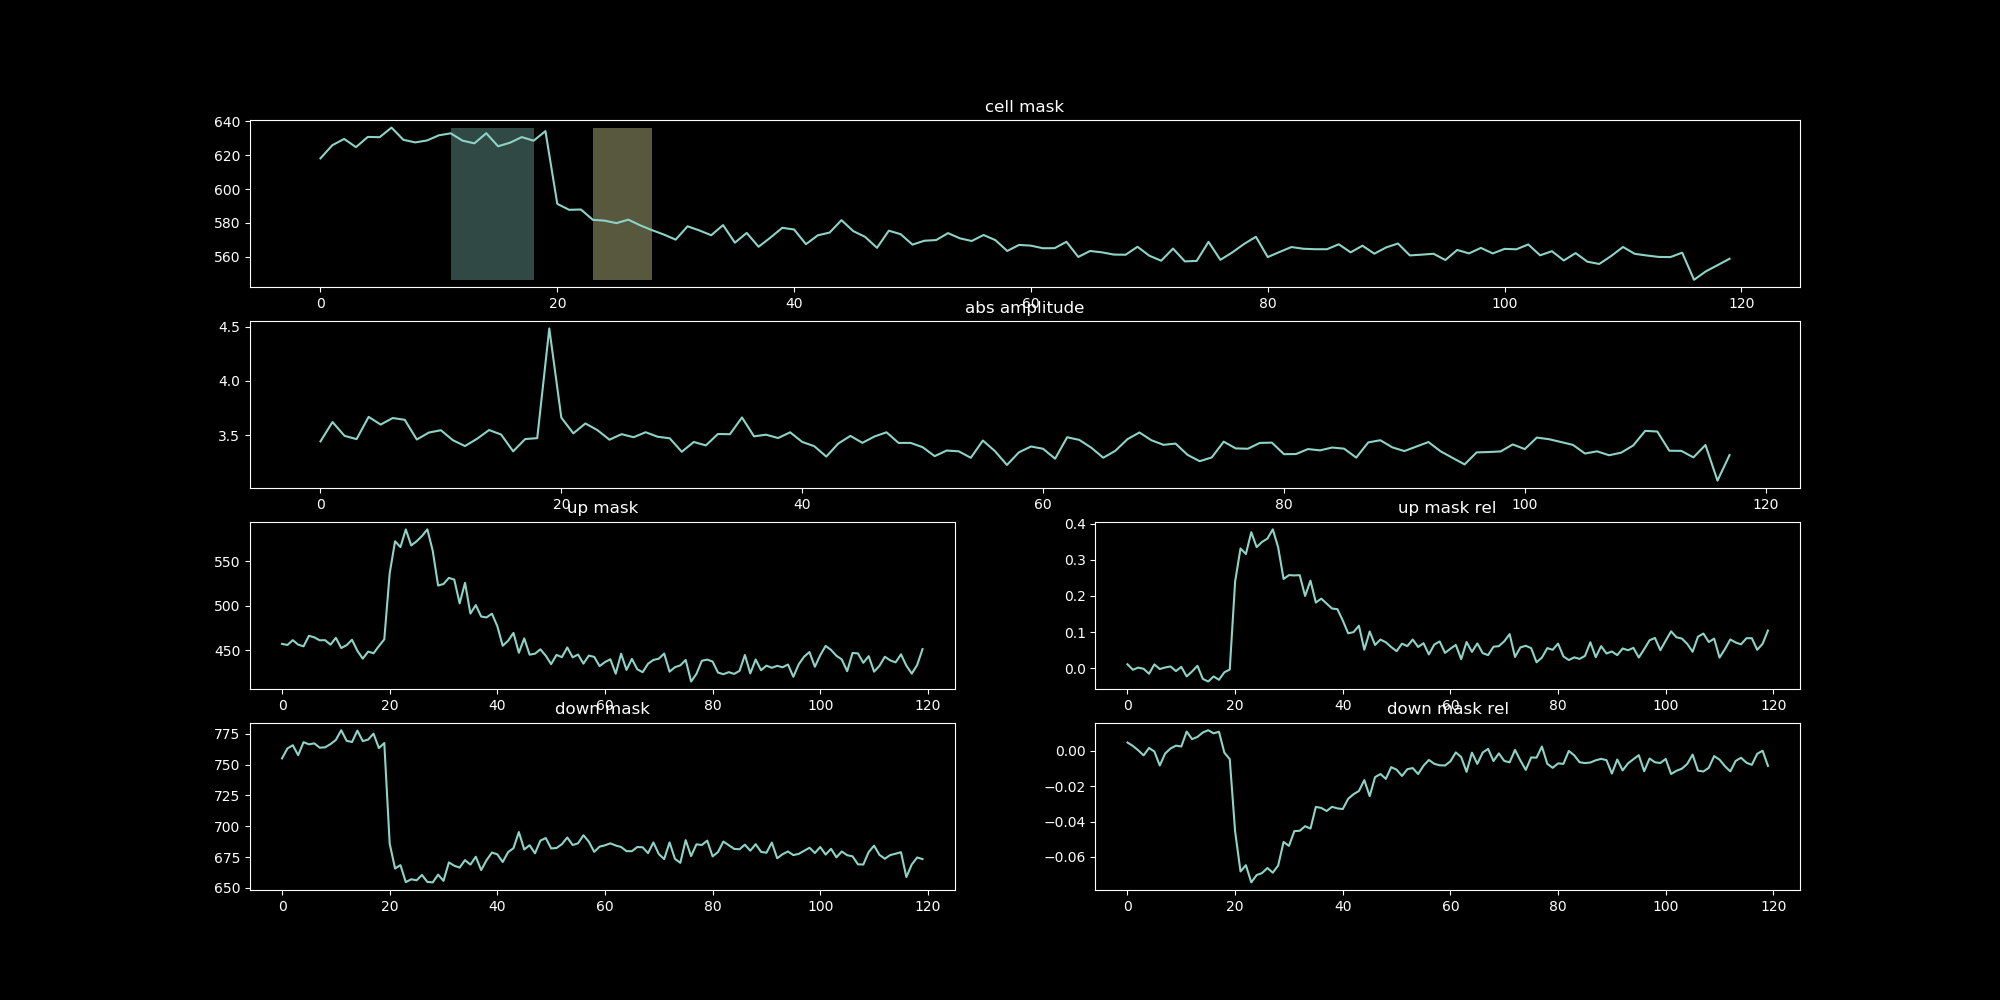 cell mask
640
620
600
580
560
0 20 40 60 80 100 120
abs amplitude
4.5
4.0
3.5
0 20 40 60 80 100 120
up mask
550
500
450
0 20 40 60 80 100 120
up mask rel
0.4
0.3
0.2
0.1
0.0
0 20 40 60 80 100 120
down mask
775
750
725
700
675
650
0 20 40 60 80 100 120
down mask rel
0.00
−0.02
−0.04
−0.06
0 20 40 60 80 100 120